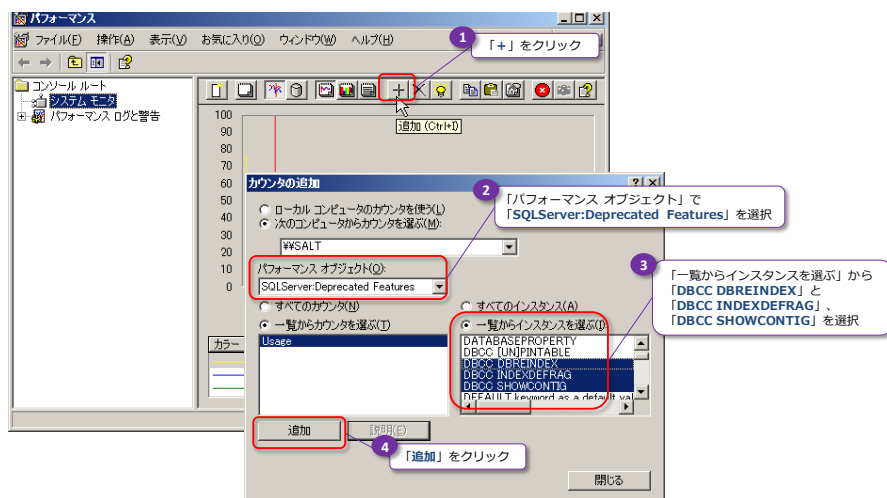 パフォーマンス
ファイル(F) 操作(A) 表示(V) お気に入り(O) ウィンドウ(W) ヘルプ(H)
1
「+」をクリック
コンソール ルート
システム モニタ
パフォーマンス ログと警告
追加 (Ctrl+I)
100
90
80
70
60
50
40
30
20
10
0
カラー
カウンタの追加
ローカル コンピュータのカウンタを使う(L)
次のコンピュータからカウンタを選ぶ(M):
¥¥SALT
パフォーマンス オブジェクト(O):
SQLServer:Deprecated Features
すべてのカウンタ(N)
すべてのインスタンス(A)
一覧からカウンタを選ぶ(T)
一覧からインスタンスを選ぶ(I):
Usage
DATABASEPROPERTY
DBCC [UN]PINTABLE
DBCC DBREINDEX
DBCC INDEXDEFRAG
DBCC SHOWCONTIG
DEFAULT keyword as a default val
追加
説明(E)
閉じる
2
「パフォーマンス オブジェクト」で
「SQLServer:Deprecated Features」を選択
3
「一覧からインスタンスを選ぶ」から
「DBCC DBREINDEX」と
「DBCC INDEXDEFRAG」、
「DBCC SHOWCONTIG」を選択
4
「追加」をクリック